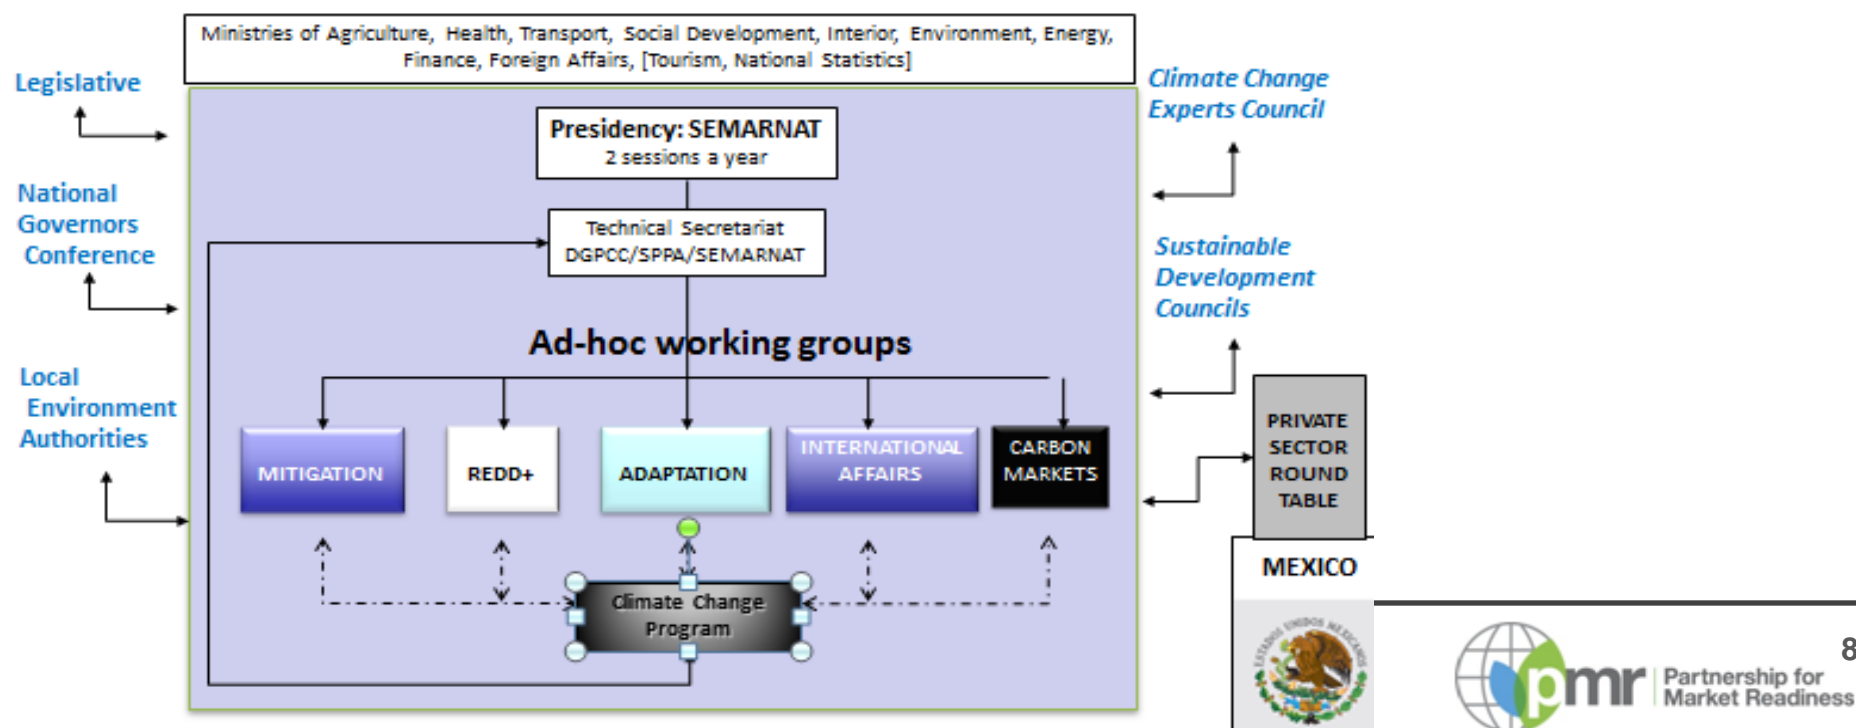 Ministries of Agriculture, Health, Transport, Social Development, Interior, Environment, Energy,
Finance, Foreign Affairs, [Tourism, National Statistics]
Legislative
National
Governors
Conference
Local
Environment
Authorities
Presidency: SEMARNAT
2 sessions a year
Technical Secretariat
DGPCC/SPPA/SEMARNAT
Ad-hoc working groups
MITIGATION
REDD+
ADAPTATION
INTERNATIONAL
AFFAIRS
CARBON
MARKETS
Climate Change
Program
Climate Change
Experts Council
Sustainable
Development
Councils
PRIVATE
SECTOR
ROUND
TABLE
MEXICO
ESTADOS UNIDOS MEXICANOS
pmr
Partnership for
Market Readiness
8